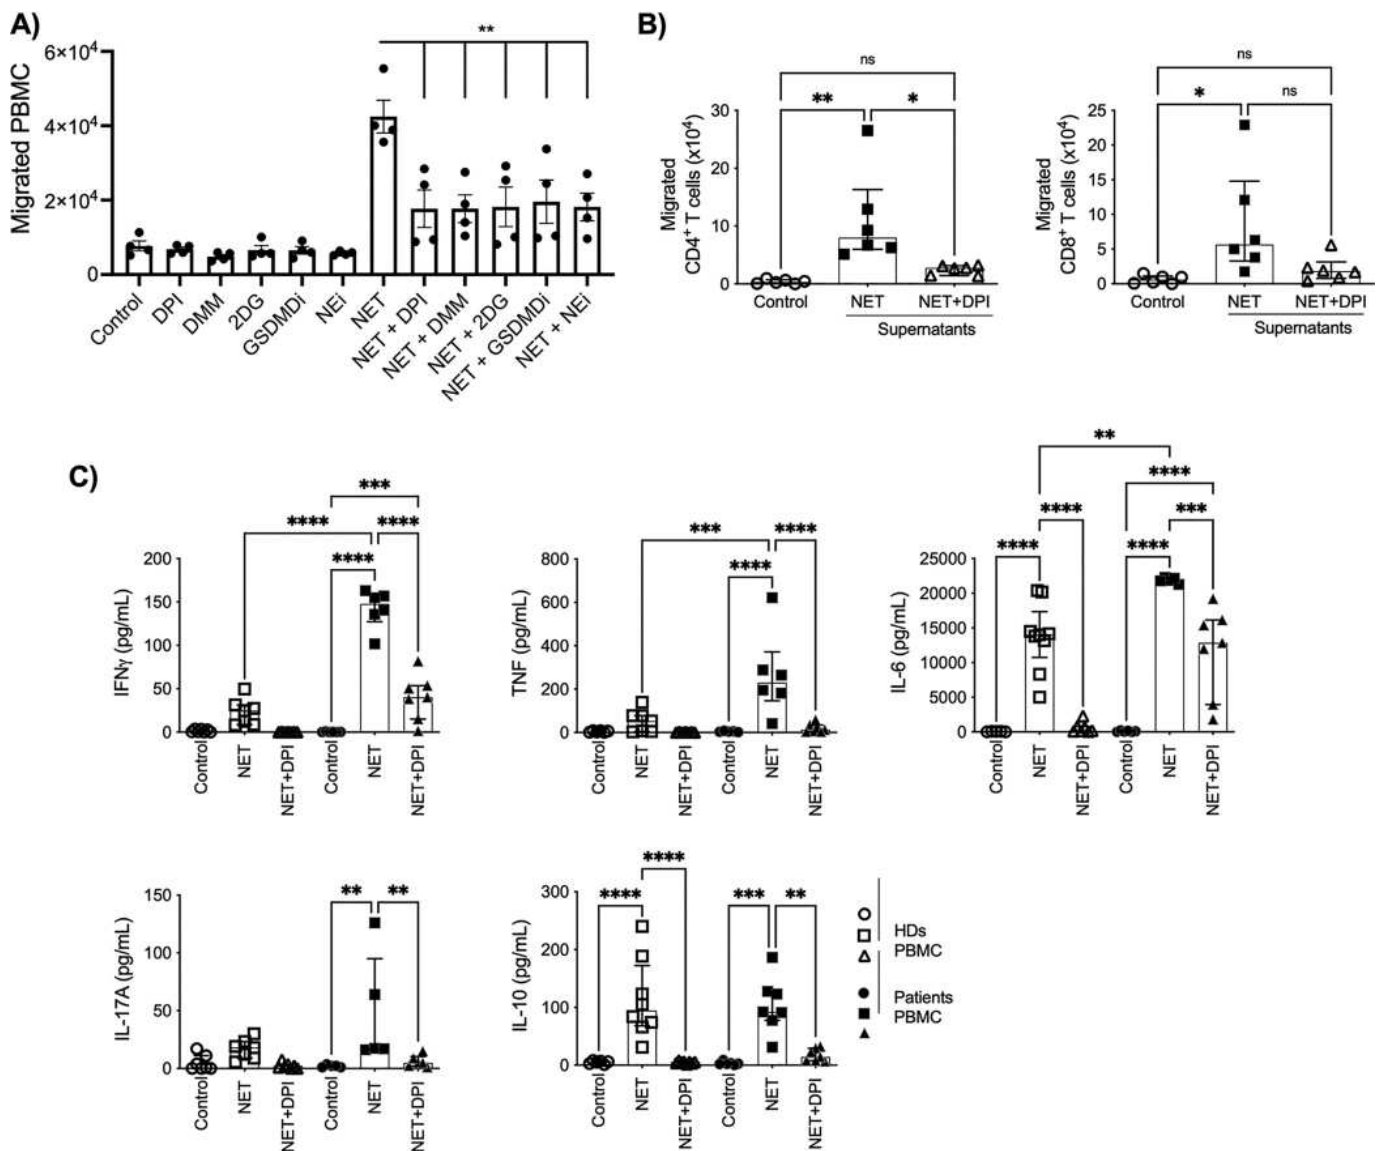 A)
**
Migrated PBMC
6×10⁴
4×10⁴
2×10⁴
0
Control
DPI
DMM
2DG
GSDMDi
NEi
NET
NET + DPI
NET + DMM
NET + 2DG
NET + GSDMDi
NET + NEi
B)
ns
**
*
Migrated
CD4⁺ T cells (x10⁴)
30
20
10
0
Control
NET
NET+DPI
Supernatants
ns
*
ns
Migrated
CD8⁺ T cells (x10⁴)
25
20
15
10
5
0
Control
NET
NET+DPI
Supernatants
C)
***
****
****
****
IFNγ (pg/mL)
200
150
100
50
0
Control
NET
NET+DPI
Control
NET
NET+DPI
***
****
****
TNF (pg/mL)
800
600
400
200
0
Control
NET
NET+DPI
Control
NET
NET+DPI
**
****
****
***
****
****
IL-6 (pg/mL)
25000
20000
15000
10000
5000
0
Control
NET
NET+DPI
Control
NET
NET+DPI
**
**
IL-17A (pg/mL)
150
100
50
0
Control
NET
NET+DPI
Control
NET
NET+DPI
****
****
***
**
IL-10 (pg/mL)
300
200
100
0
Control
NET
NET+DPI
Control
NET
NET+DPI
HDs
PBMC
Patients
PBMC